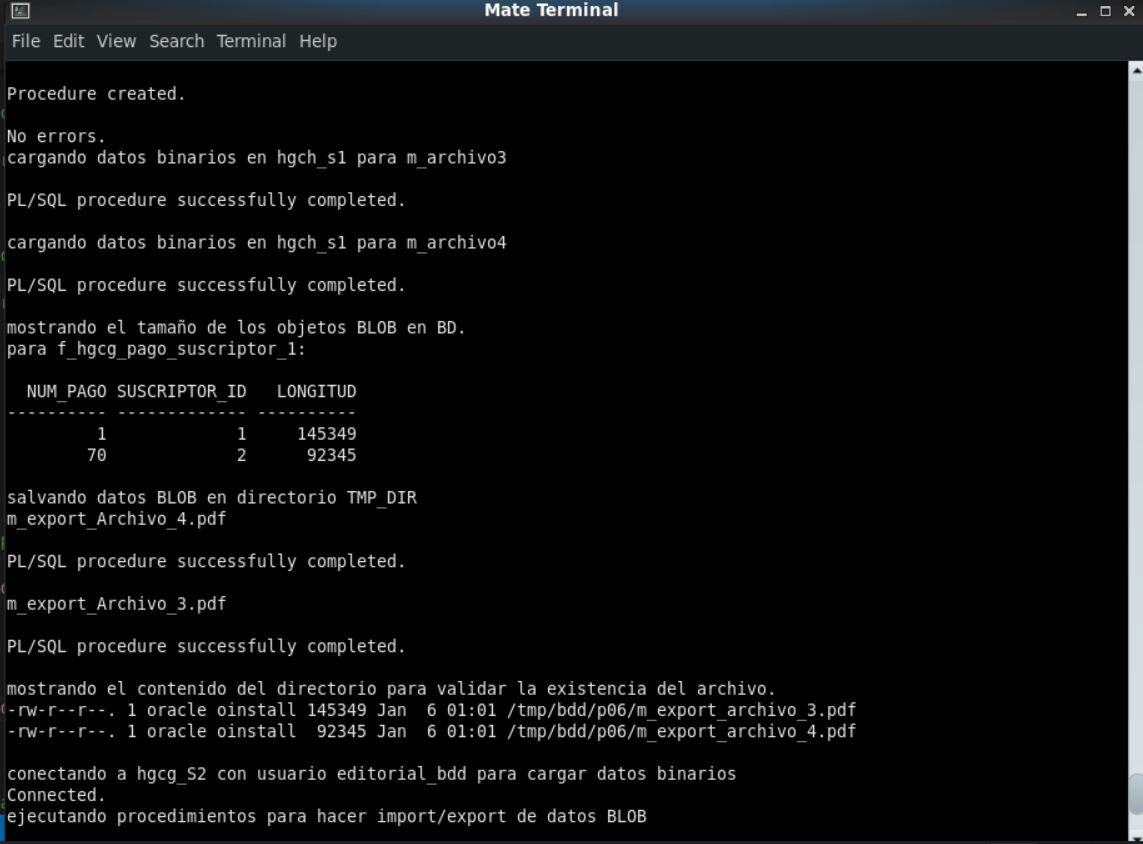 Mate Terminal
File Edit View Search Terminal Help
Procedure created.
No errors.
cargando datos binarios en hgch_s1 para m_archivo3
PL/SQL procedure successfully completed.
cargando datos binarios en hgch_s1 para m_archivo4
PL/SQL procedure successfully completed.
mostrando el tamaño de los objetos BLOB en BD.
para f_hgcg_pago_suscriptor_1:
NUM_PAGO SUSCRIPTOR_ID LONGITUD
---------- ------------- ----------
1 1 145349
70 2 92345
salvando datos BLOB en directorio TMP_DIR
m_export_Archivo_4.pdf
PL/SQL procedure successfully completed.
m_export_Archivo_3.pdf
PL/SQL procedure successfully completed.
mostrando el contenido del directorio para validar la existencia del archivo.
-rw-r--r--. 1 oracle oinstall 145349 Jan  6 01:01 /tmp/bdd/p06/m_export_archivo_3.pdf
-rw-r--r--. 1 oracle oinstall  92345 Jan  6 01:01 /tmp/bdd/p06/m_export_archivo_4.pdf
conectando a hgcg_S2 con usuario editorial_bdd para cargar datos binarios
Connected.
ejecutando procedimientos para hacer import/export de datos BLOB